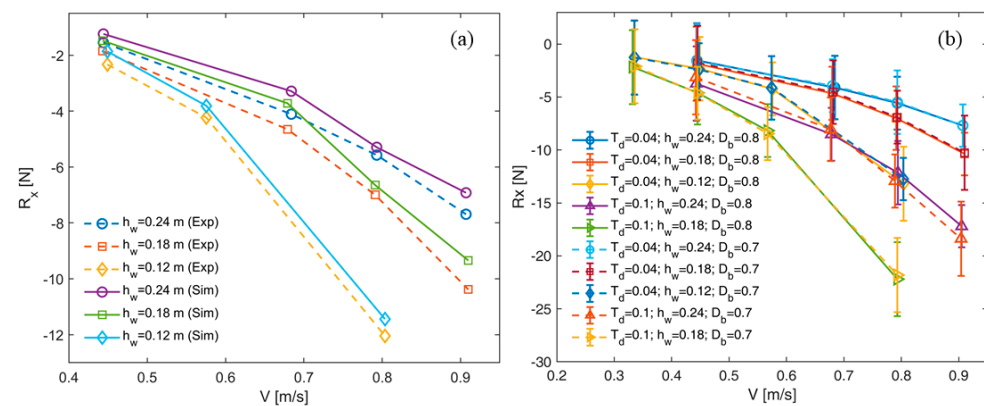 (a)
-2
-4
-6
-8
-10
-12
R_x [N]
h_w=0.24 m (Exp)
h_w=0.18 m (Exp)
h_w=0.12 m (Exp)
h_w=0.24 m (Sim)
h_w=0.18 m (Sim)
h_w=0.12 m (Sim)
0.4 0.5 0.6 0.7 0.8 0.9
V [m/s]
(b)
0
-5
-10
-15
-20
-25
-30
Rx [N]
T_d=0.04; h_w=0.24; D_b=0.8
T_d=0.04; h_w=0.18; D_b=0.8
T_d=0.04; h_w=0.12; D_b=0.8
T_d=0.1; h_w=0.24; D_b=0.8
T_d=0.1; h_w=0.18; D_b=0.8
T_d=0.04; h_w=0.24; D_b=0.7
T_d=0.04; h_w=0.18; D_b=0.7
T_d=0.04; h_w=0.12; D_b=0.7
T_d=0.1; h_w=0.24; D_b=0.7
T_d=0.1; h_w=0.18; D_b=0.7
0.2 0.3 0.4 0.5 0.6 0.7 0.8 0.9
V [m/s]